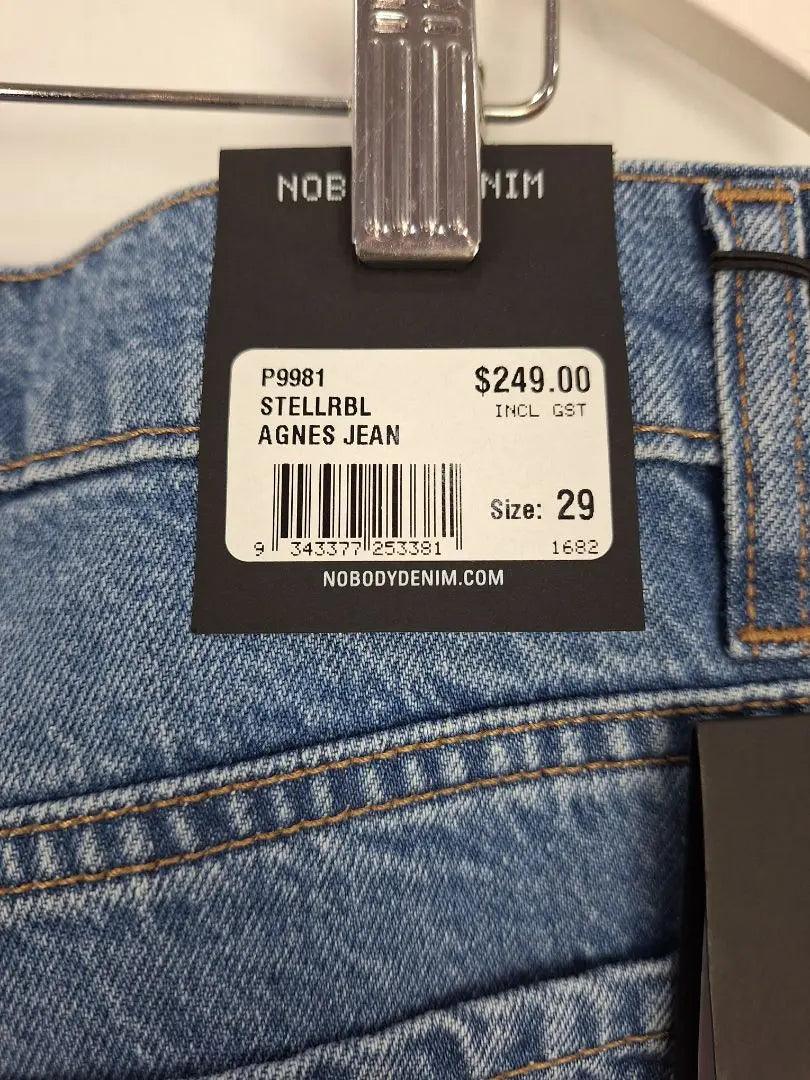 NOB NIM
P9981
$249.00
STELLRBL
INCL GST
AGNES JEAN
Size: 29
9 343377 253381
1682
NOBODYDENIM.COM